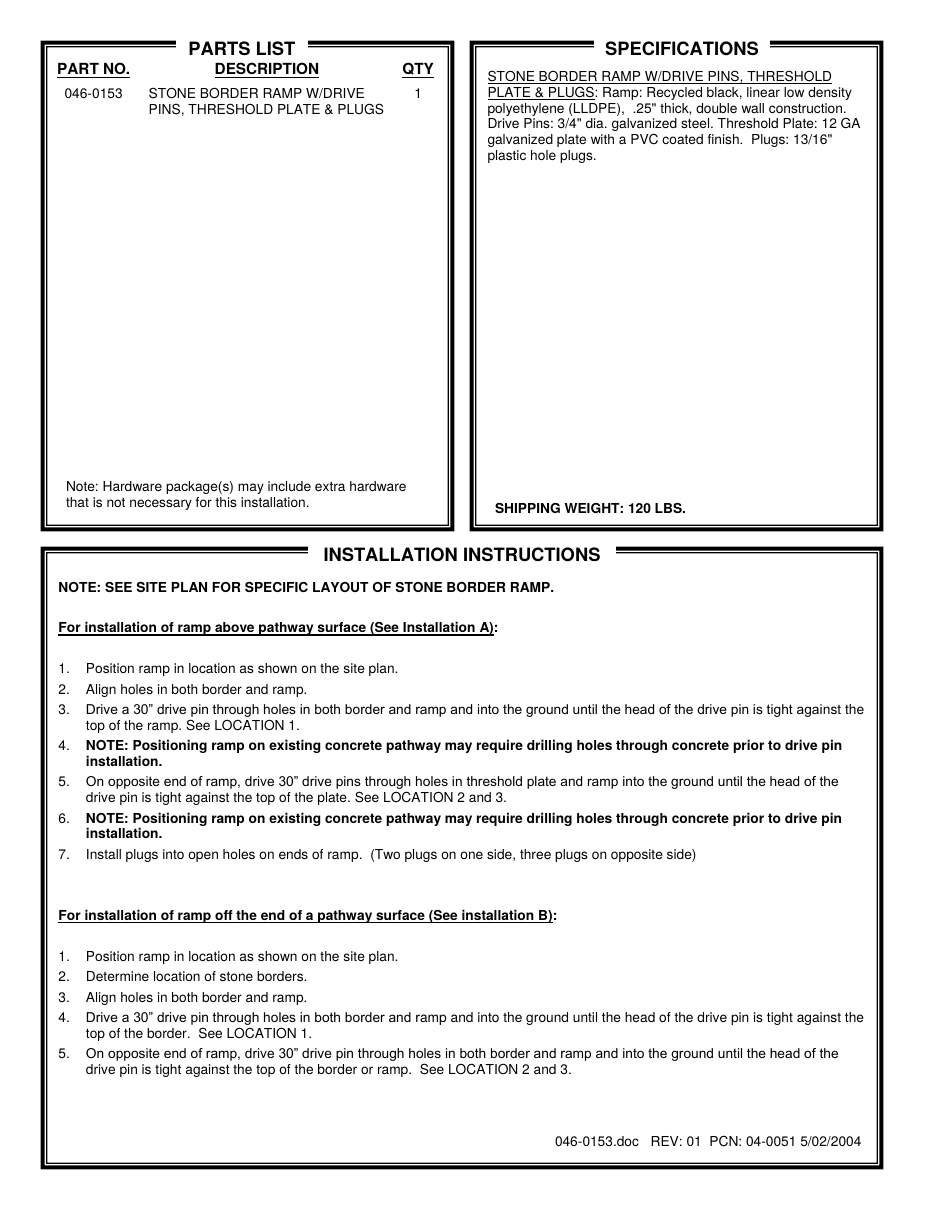 PARTS LIST
PART NO. DESCRIPTION QTY
046-0153 STONE BORDER RAMP W/DRIVE 1
PINS, THRESHOLD PLATE & PLUGS
Note: Hardware package(s) may include extra hardware
that is not necessary for this installation.
SPECIFICATIONS
STONE BORDER RAMP W/DRIVE PINS, THRESHOLD
PLATE & PLUGS: Ramp: Recycled black, linear low density
polyethylene (LLDPE), .25" thick, double wall construction.
Drive Pins: 3/4" dia. galvanized steel. Threshold Plate: 12 GA
galvanized plate with a PVC coated finish. Plugs: 13/16"
plastic hole plugs.
SHIPPING WEIGHT: 120 LBS.
INSTALLATION INSTRUCTIONS
NOTE: SEE SITE PLAN FOR SPECIFIC LAYOUT OF STONE BORDER RAMP.
For installation of ramp above pathway surface (See Installation A):
1. Position ramp in location as shown on the site plan.
2. Align holes in both border and ramp.
3. Drive a 30” drive pin through holes in both border and ramp and into the ground until the head of the drive pin is tight against the
top of the ramp. See LOCATION 1.
4. NOTE: Positioning ramp on existing concrete pathway may require drilling holes through concrete prior to drive pin
installation.
5. On opposite end of ramp, drive 30” drive pins through holes in threshold plate and ramp into the ground until the head of the
drive pin is tight against the top of the plate. See LOCATION 2 and 3.
6. NOTE: Positioning ramp on existing concrete pathway may require drilling holes through concrete prior to drive pin
installation.
7. Install plugs into open holes on ends of ramp. (Two plugs on one side, three plugs on opposite side)
For installation of ramp off the end of a pathway surface (See installation B):
1. Position ramp in location as shown on the site plan.
2. Determine location of stone borders.
3. Align holes in both border and ramp.
4. Drive a 30” drive pin through holes in both border and ramp and into the ground until the head of the drive pin is tight against the
top of the border. See LOCATION 1.
5. On opposite end of ramp, drive 30” drive pin through holes in both border and ramp and into the ground until the head of the
drive pin is tight against the top of the border or ramp. See LOCATION 2 and 3.
046-0153.doc REV: 01 PCN: 04-0051 5/02/2004